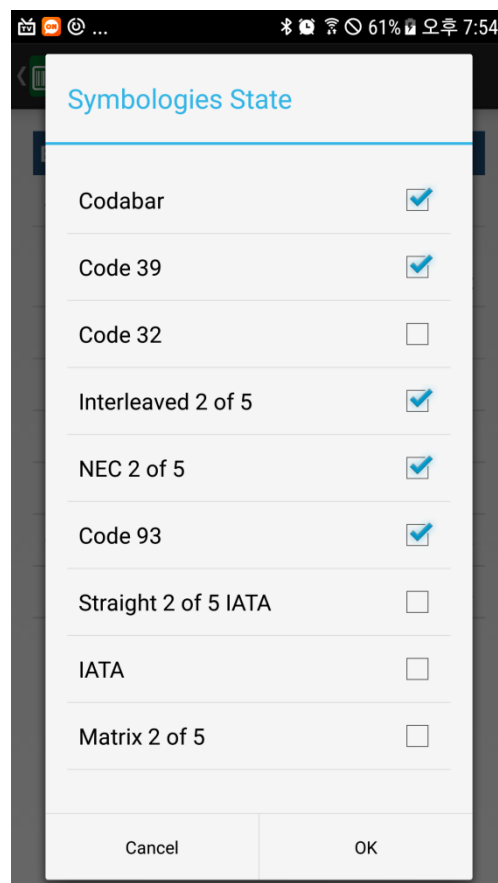 ... 61% 오후 7:54
Symbologies State
Codabar
Code 39
Code 32
Interleaved 2 of 5
NEC 2 of 5
Code 93
Straight 2 of 5 IATA
IATA
Matrix 2 of 5
Cancel OK